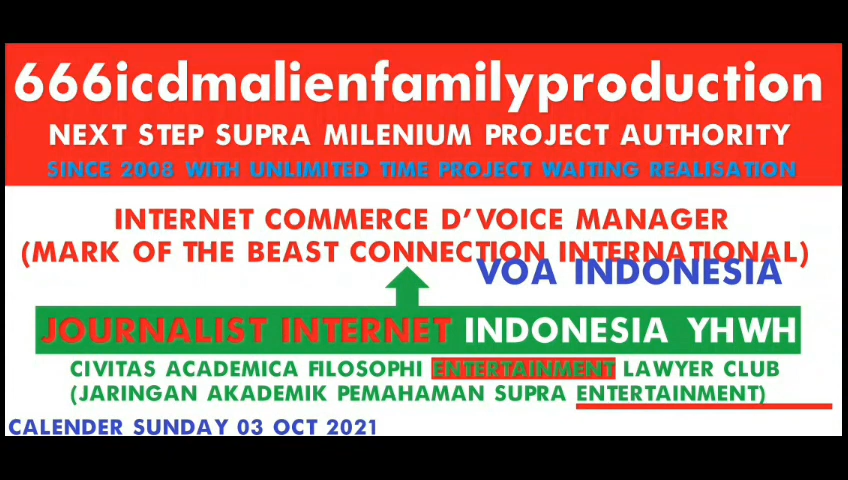 666icdmalienfamilyproduction
NEXT STEP SUPRA MILENIUM PROJECT AUTHORITY
SINCE 2008 WITH UNLIMITED TIME PROJECT WAITING REALISATION
INTERNET COMMERCE D'VOICE MANAGER
(MARK OF THE BEAST CONNECTION INTERNATIONAL)
VOA INDONESIA
JOURNALIST INTERNET INDONESIA YHWH
CIVITAS ACADEMICA FILOSOPHI ENTERTAINMENT LAWYER CLUB
(JARINGAN AKADEMIK PEMAHAMAN SUPRA ENTERTAINMENT)
CALENDER SUNDAY 03 OCT 2021